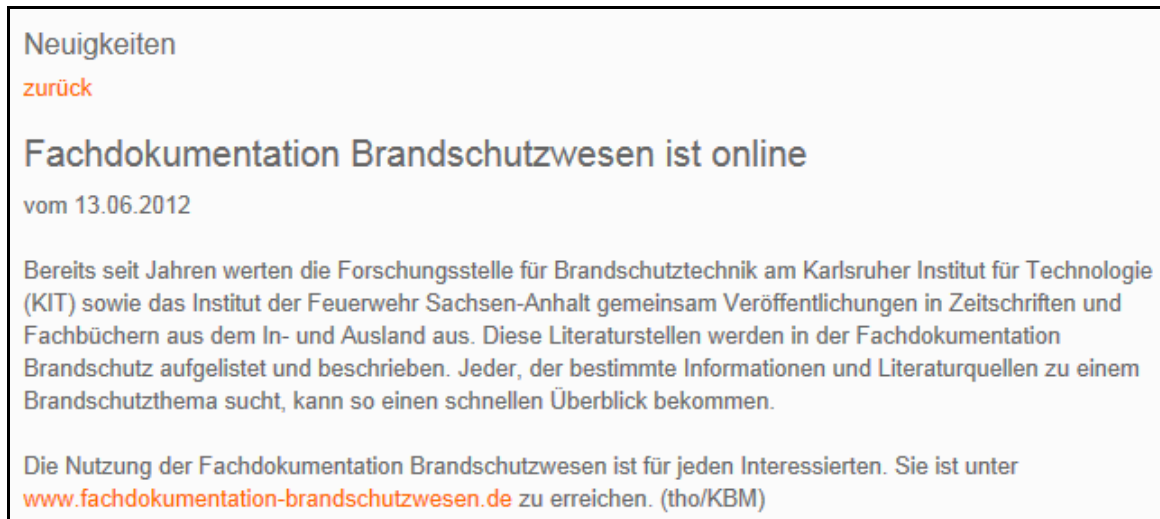 Neuigkeiten
zurück
Fachdokumentation Brandschutzwesen ist online
vom 13.06.2012
Bereits seit Jahren werten die Forschungsstelle für Brandschutztechnik am Karlsruher Institut für Technologie
(KIT) sowie das Institut der Feuerwehr Sachsen-Anhalt gemeinsam Veröffentlichungen in Zeitschriften und
Fachbüchern aus dem In- und Ausland aus. Diese Literaturstellen werden in der Fachdokumentation
Brandschutz aufgelistet und beschrieben. Jeder, der bestimmte Informationen und Literaturquellen zu einem
Brandschutzthema sucht, kann so einen schnellen Überblick bekommen.
Die Nutzung der Fachdokumentation Brandschutzwesen ist für jeden Interessierten. Sie ist unter
www.fachdokumentation-brandschutzwesen.de zu erreichen. (tho/KBM)